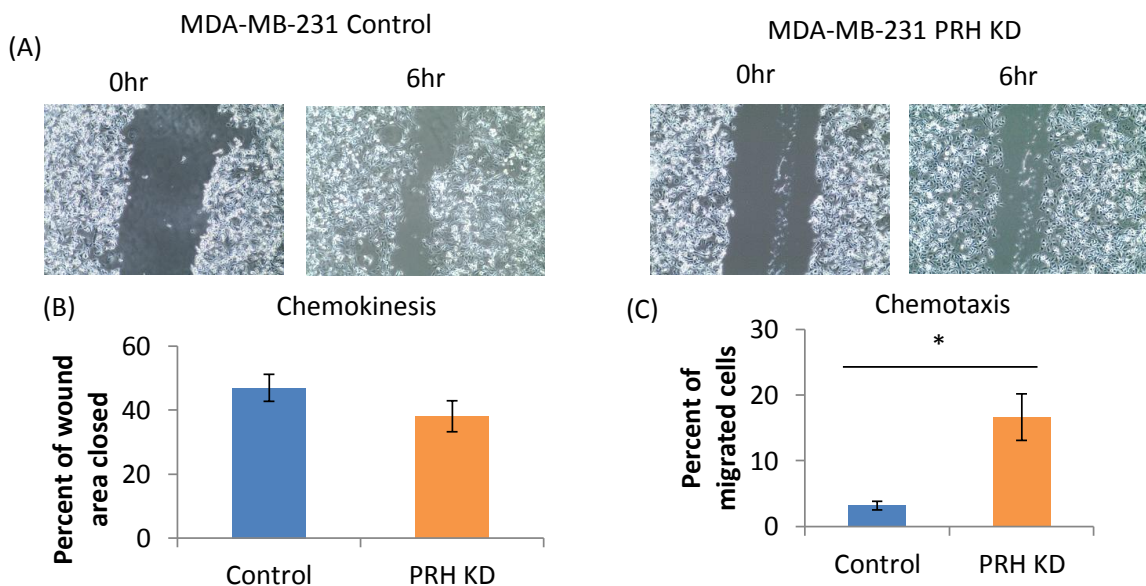 MDA-MB-231 Control
MDA-MB-231 PRH KD
(A)
0hr
6hr
0hr
6hr
(B)
Chemokinesis
Percent of wound
area closed
60
40
20
0
Control
PRH KD
(C)
Chemotaxis
Percent of
migrated cells
30
20
10
0
*
Control
PRH KD